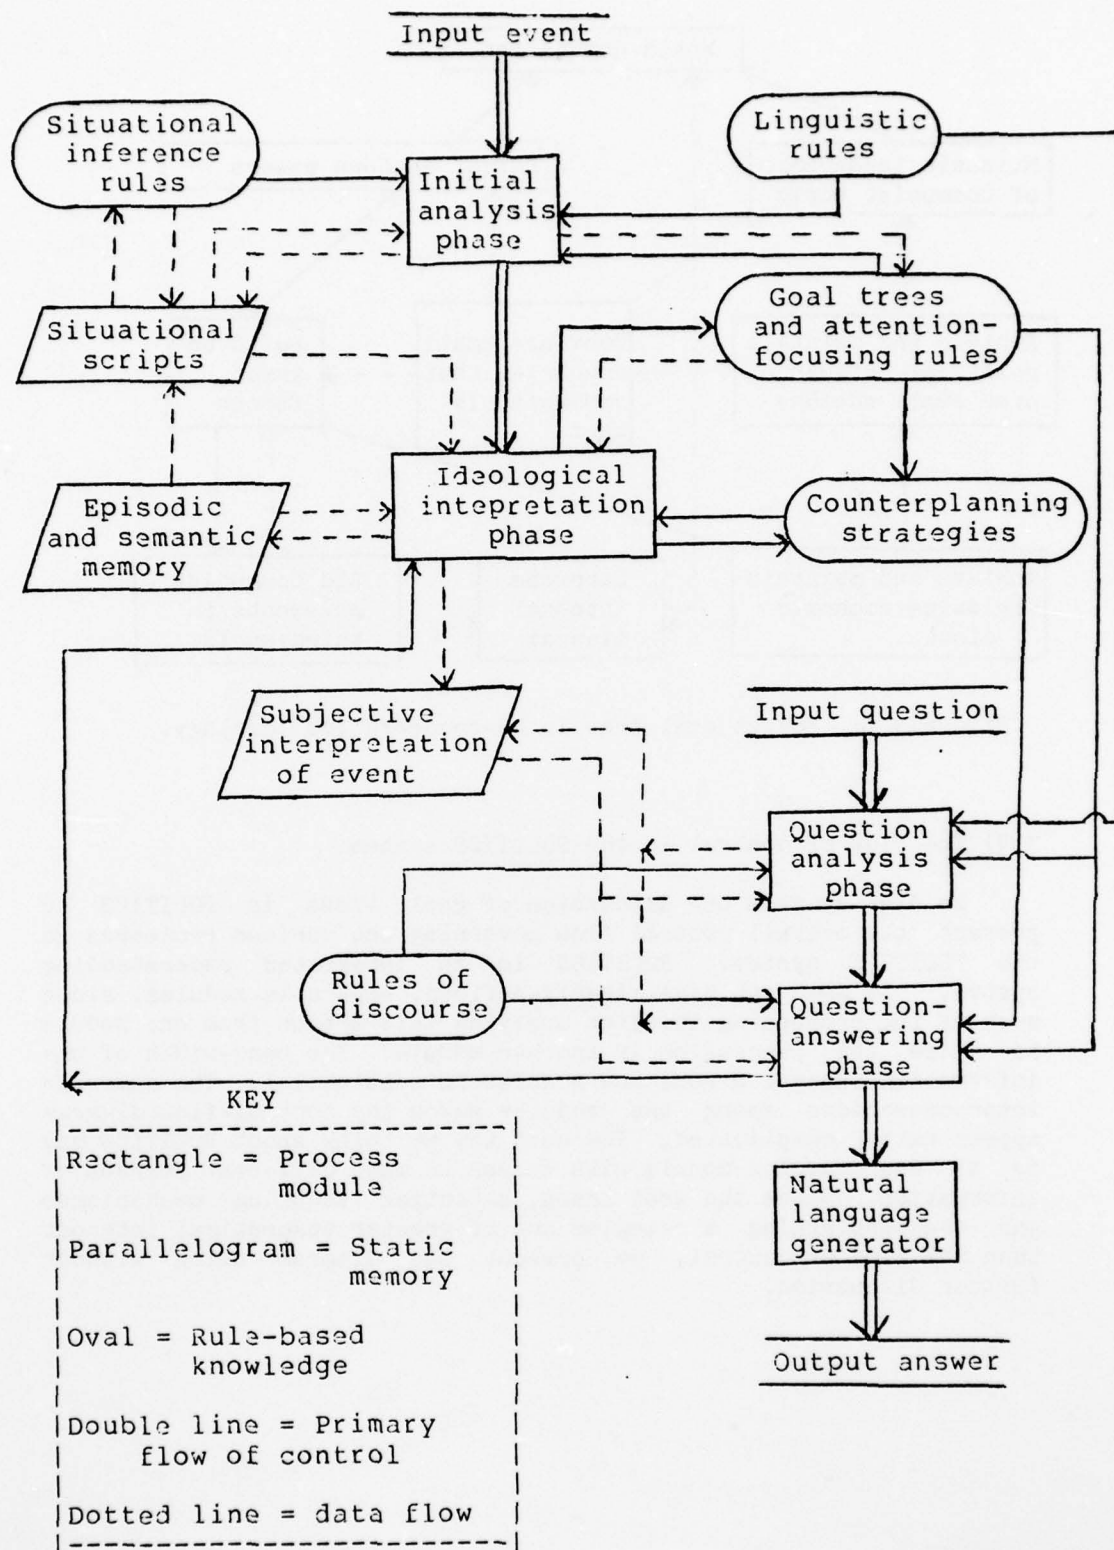 Input event
Situational
inference
rules
Linguistic
rules
Initial
analysis
phase
Goal trees
and attention-
focusing rules
Situational
scripts
Ideological
intepretation
phase
Counterplanning
strategies
Episodic
and semantic
memory
Subjective
interpretation
of event
Input question
Question
analysis
phase
Rules of
discourse
Question-
answering
phase
KEY
Rectangle = Process
module
Parallelogram = Static
memory
Oval = Rule-based
knowledge
Double line = Primary
flow of control
Dotted line = data flow
Natural
language
generator
Output answer